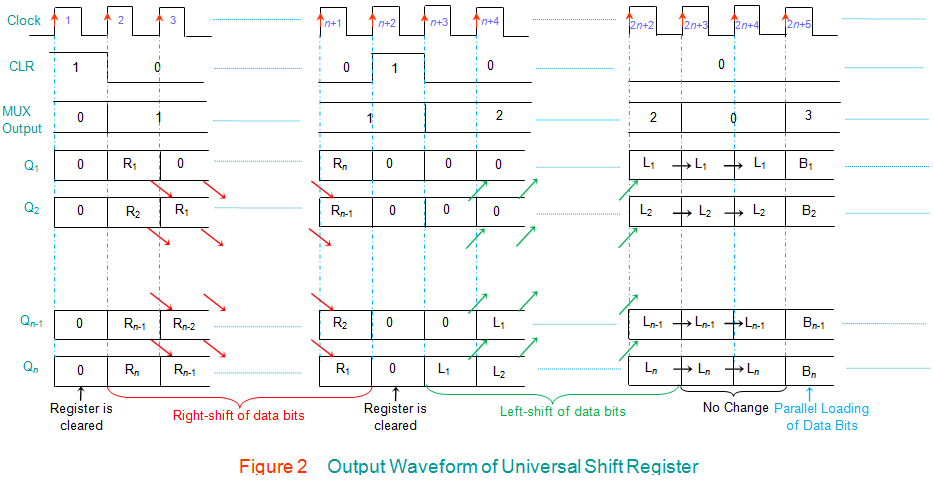 Clock 1 2 3 n+1 n+2 n+3 n+4 2n+2 2n+3 2n+4 2n+5
CLR 1 0 0 1 0 0
MUX Output 0 1 1 2 2 0 3
Q1 0 R1 0 Rn 0 0 0 L1 L1 L1 B1
Q2 0 R2 R1 Rn-1 0 0 0 L2 L2 L2 B2
Qn-1 0 Rn-1 Rn-2 R2 0 0 L1 Ln-1 Ln-1 Ln-1 Bn-1
Qn 0 Rn Rn-1 R1 0 L1 L2 Ln Ln Ln Bn
Register is
cleared
Right-shift of data bits
Register is
cleared
Left-shift of data bits
No Change
Parallel Loading
of Data Bits
Figure 2 Output Waveform of Universal Shift Register